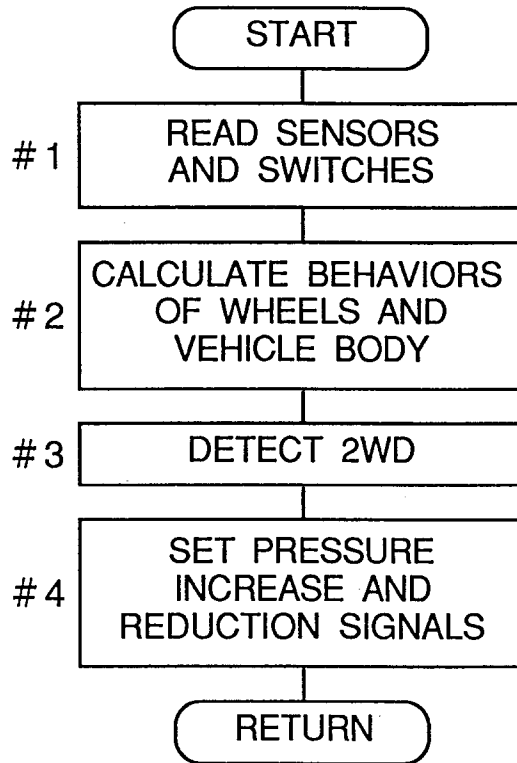 START
#1
READ SENSORS
AND SWITCHES
#2
CALCULATE BEHAVIORS
OF WHEELS AND
VEHICLE BODY
#3
DETECT 2WD
#4
SET PRESSURE
INCREASE AND
REDUCTION SIGNALS
RETURN